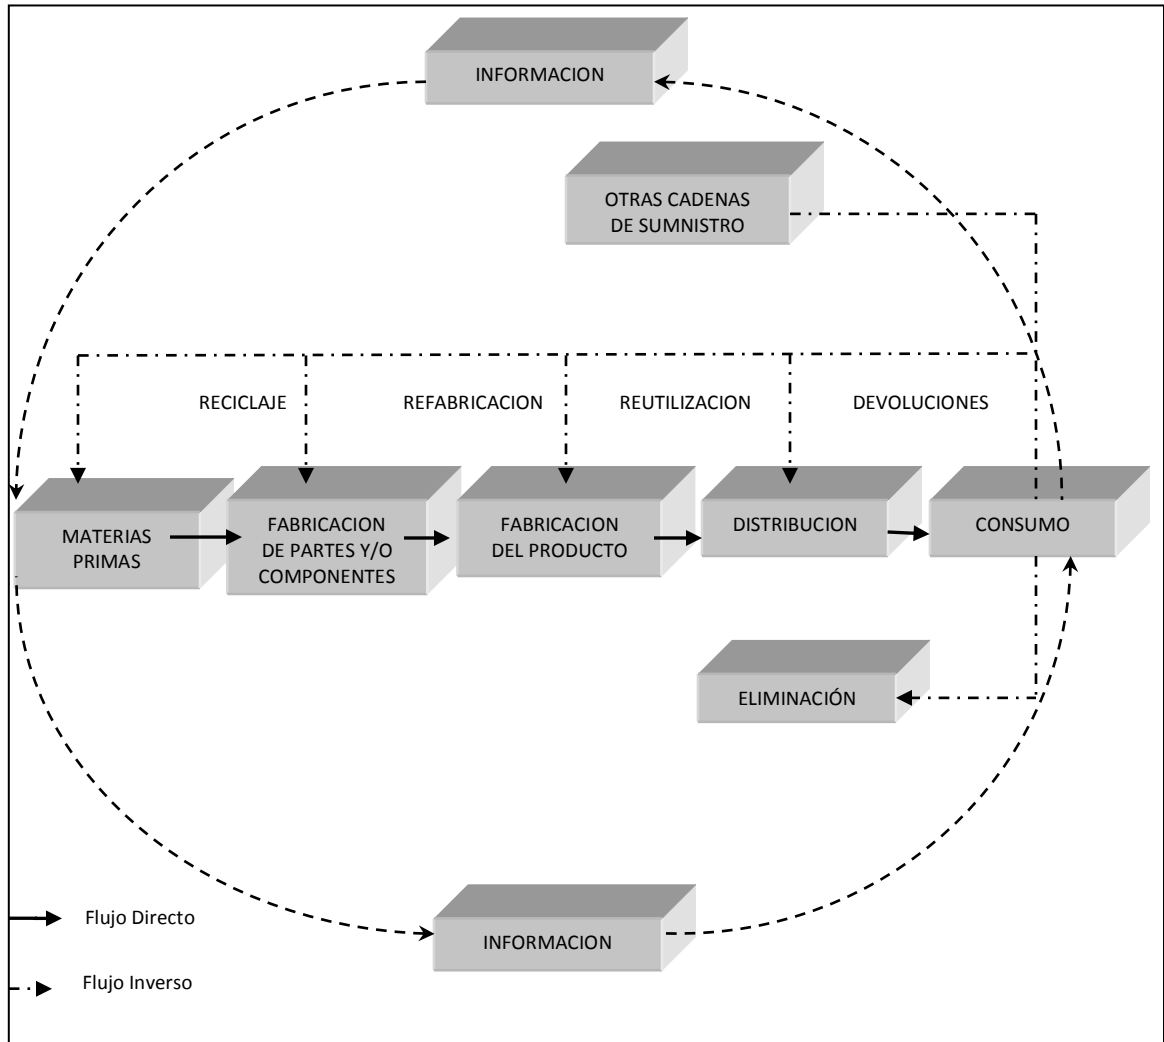 INFORMACION
OTRAS CADENAS
DE SUMNISTRO
RECICLAJE
REFABRICACION
REUTILIZACION
DEVOLUCIONES
MATERIAS
PRIMAS
FABRICACION
DE PARTES Y/O
COMPONENTES
FABRICACION
DEL PRODUCTO
DISTRIBUCION
CONSUMO
ELIMINACIÓN
INFORMACION
Flujo Directo
Flujo Inverso